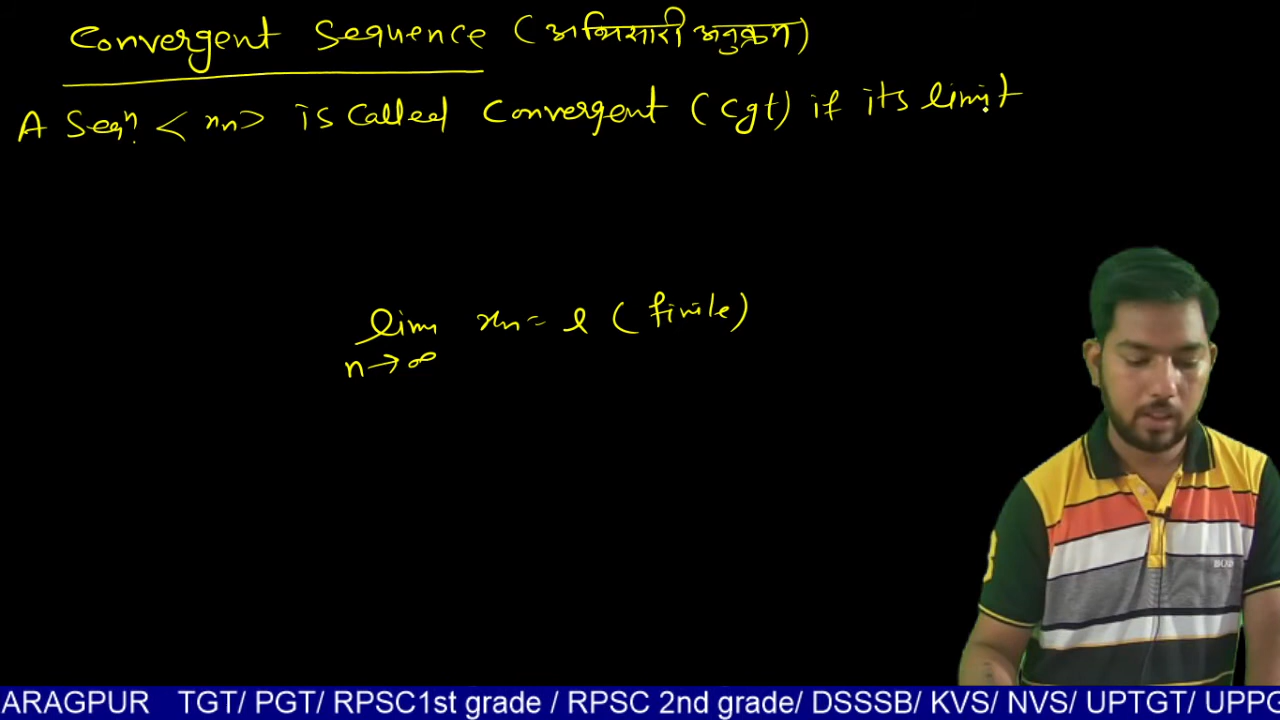 Convergent Sequence (अभिसारी अनुक्रम)
A Seqⁿ. < xn > is called Convergent (cgt) if its limit
lim xn = l (finite)
n→∞
BUD
ARAGPUR TGT/ PGT/ RPSC1st grade / RPSC 2nd grade/ DSSSB/ KVS/ NVS/ UPTGT/ UPPG